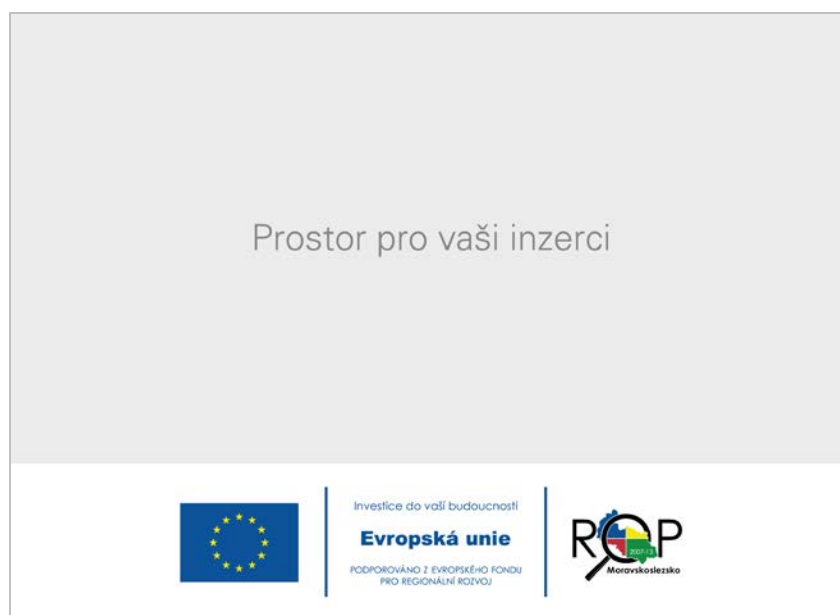 Prostor pro vaši inzerci
Investice do vaší budoucnosti
Evropská unie
PODPOROVÁNO Z EVROPSKÉHO FONDU
PRO REGIONÁLNÍ ROZVOJ
ROP
2007-13
Moravskoslezsko